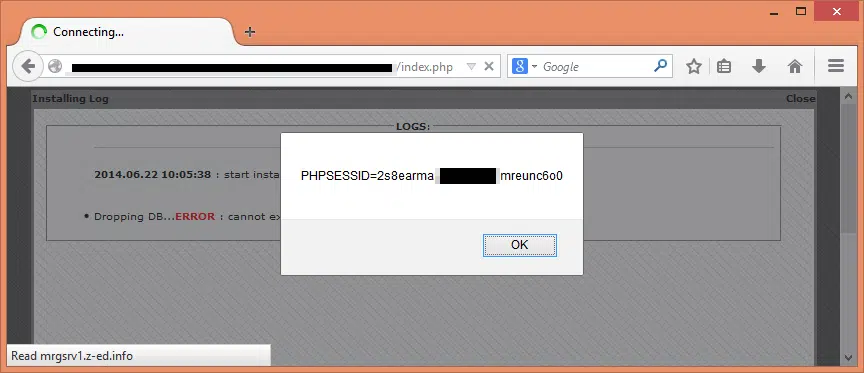 Connecting...
/index.php
Google
Installing Log
Close
LOGS:
2014.06.22 10:05:38 : start insta
PHPSESSID=2s8earma mreunc6o0
• Dropping DB...ERROR : cannot ex
OK
Read mrgsrv1.z-ed.info